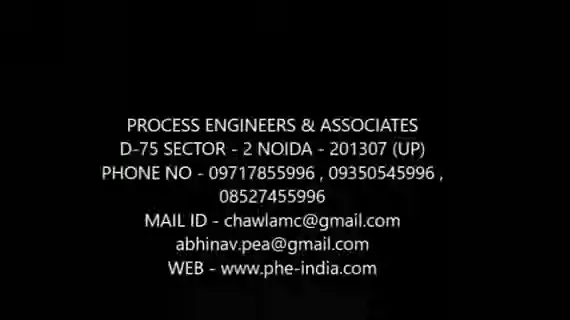 PROCESS ENGINEERS & ASSOCIATES
D-75 SECTOR - 2 NOIDA - 201307 (UP)
PHONE NO - 09717855996 , 09350545996 ,
08527455996
MAIL ID - chawlamc@gmail.com
abhinav.pea@gmail.com
WEB - www.phe-india.com